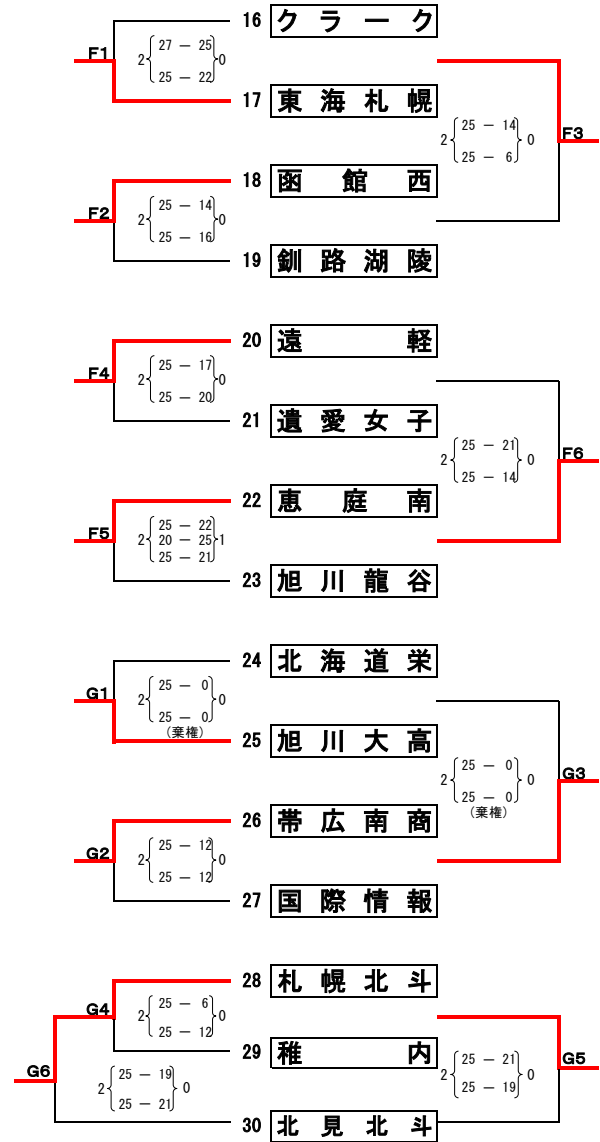 16 クラーク
F1
2 27 － 25 0
25 － 22
17 東海札幌
2 25 － 14 0
25 － 6
F3
18 函館西
F2
2 25 － 14 0
25 － 16
19 釧路湖陵
20 遠軽
F4
2 25 － 17 0
25 － 20
21 遺愛女子
2 25 － 21 0
25 － 14
F6
22 恵庭南
F5
25 － 22
2 20 － 25 1
25 － 21
23 旭川龍谷
24 北海道栄
G1
2 25 － 0 0
25 － 0
(棄権)
25 旭川大高
2 25 － 0 0
25 － 0
(棄権)
G3
26 帯広南商
G2
2 25 － 12 0
25 － 12
27 国際情報
28 札幌北斗
G4
2 25 － 6 0
25 － 12
29 稚内
2 25 － 21 0
25 － 19
G5
G6
2 25 － 19 0
25 － 21
30 北見北斗